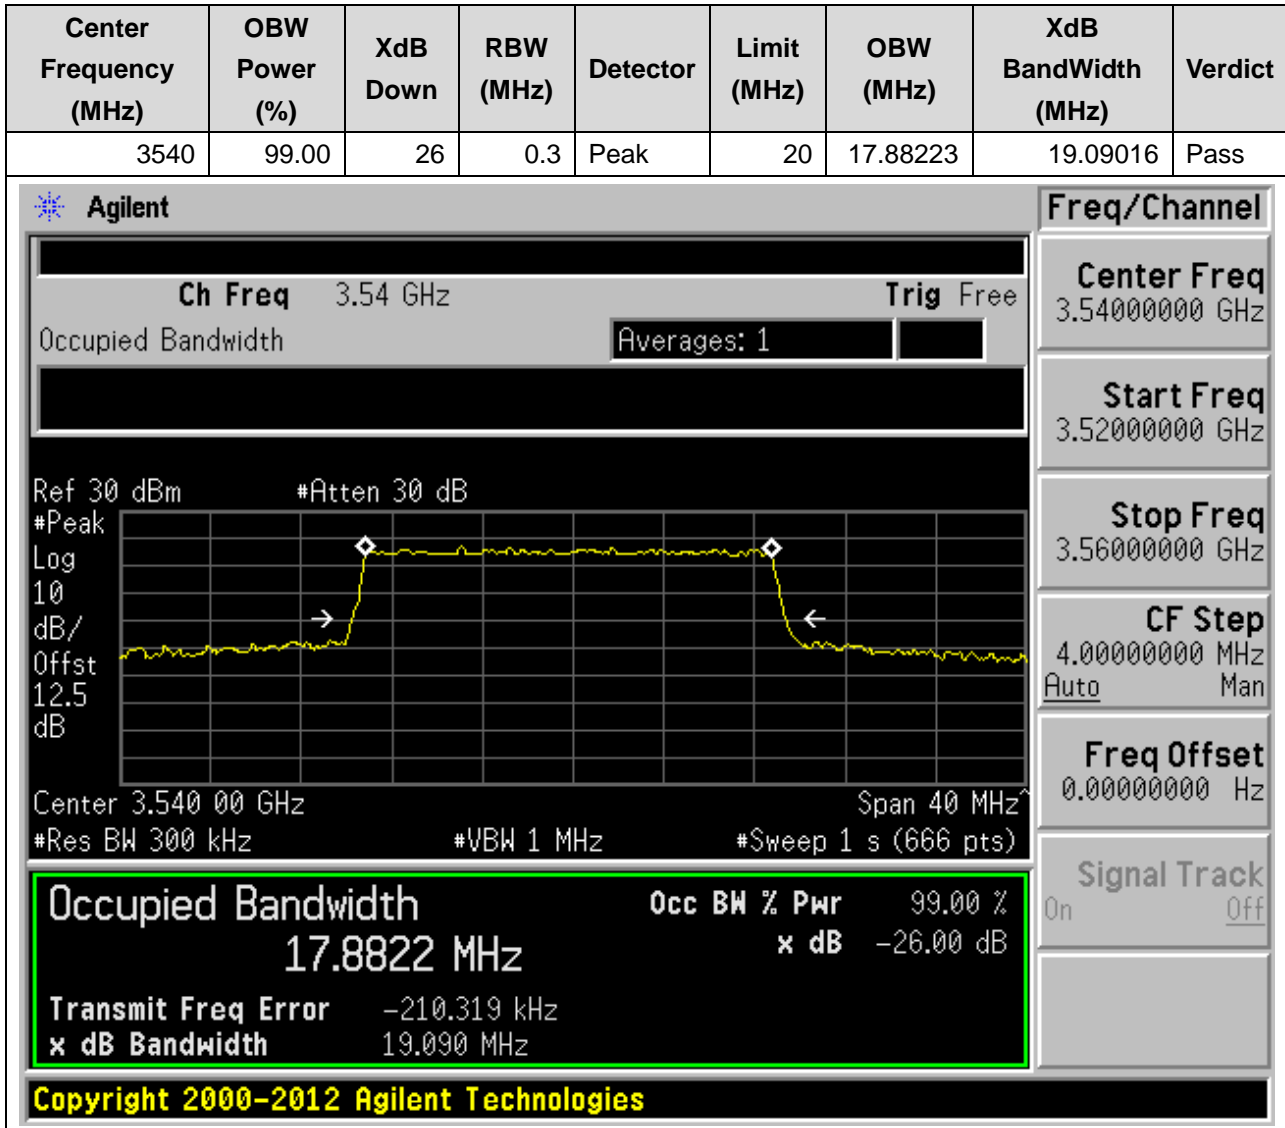 Center Frequency (MHz) OBW Power (%) XdB Down RBW (MHz) Detector Limit (MHz) OBW (MHz) XdB BandWidth (MHz) Verdict
3540 99.00 26 0.3 Peak 20 17.88223 19.09016 Pass
Agilent
Freq/Channel
Ch Freq 3.54 GHz Trig Free
Occupied Bandwidth Averages: 1
Center Freq
3.54000000 GHz
Start Freq
3.52000000 GHz
Stop Freq
3.56000000 GHz
CF Step
4.00000000 MHz
Auto Man
Freq Offset
0.00000000 Hz
Signal Track
On Off
Ref 30 dBm #Atten 30 dB
#Peak
Log
10
dB/
Offst
12.5
dB
Center 3.540 00 GHz Span 40 MHz^
#Res BW 300 kHz #VBW 1 MHz #Sweep 1 s (666 pts)
Occupied Bandwidth
17.8822 MHz
Occ BW % Pwr 99.00 %
x dB -26.00 dB
Transmit Freq Error -210.319 kHz
x dB Bandwidth 19.090 MHz
Copyright 2000-2012 Agilent Technologies